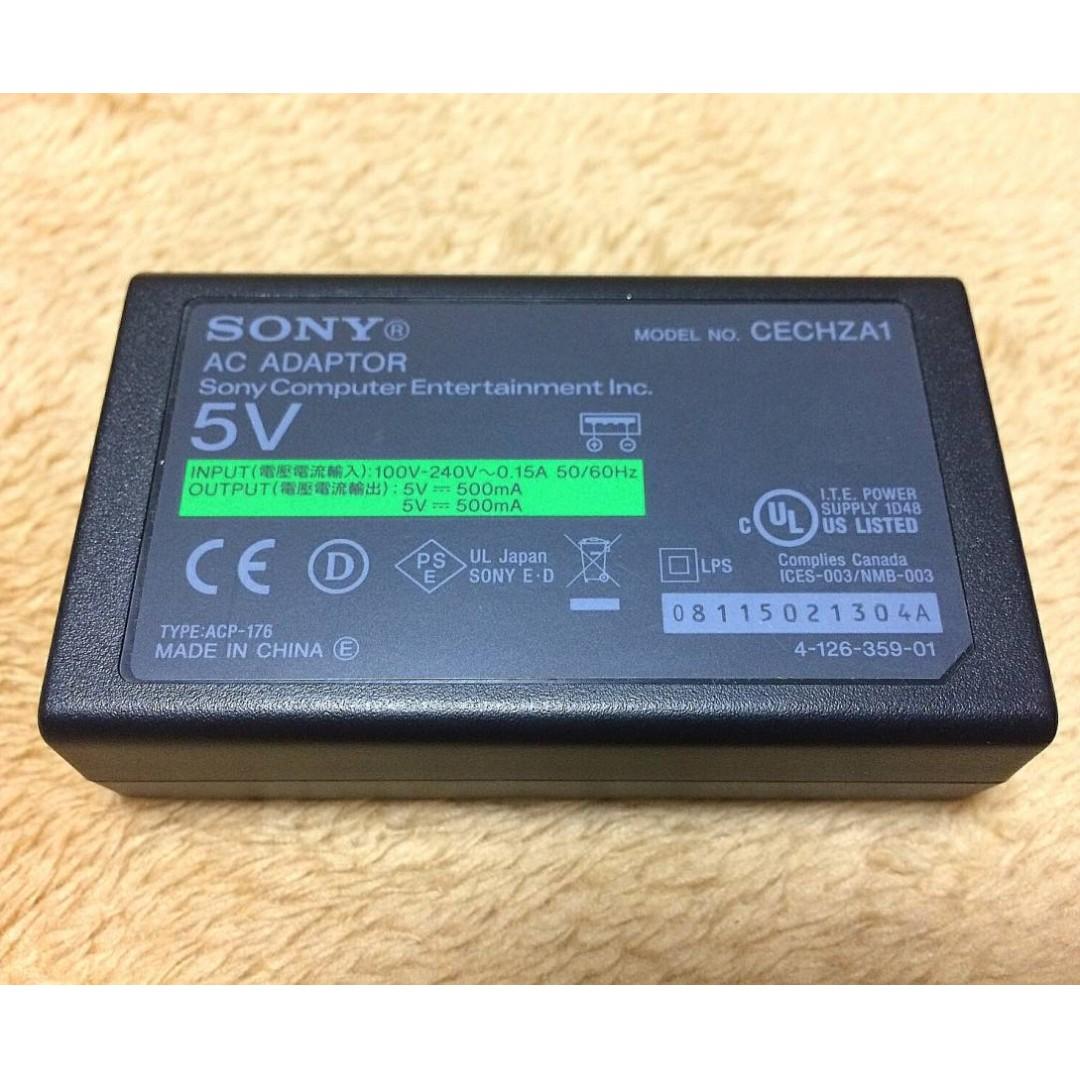 SONY®
MODEL NO. CECHZA1
AC ADAPTOR
Sony Computer Entertainment Inc.
5V
INPUT(電壓電流輸入):100V-240V～0.15A 50/60Hz
OUTPUT(電壓電流輸出):5V⎓500mA
5V⎓500mA
C UL US LISTED
I.T.E. POWER
SUPPLY 1D48
CE
D
PS
E
UL Japan
SONY E·D
LPS
Complies Canada
ICES-003/NMB-003
08115021304A
TYPE:ACP-176
MADE IN CHINA Ⓔ
4-126-359-01